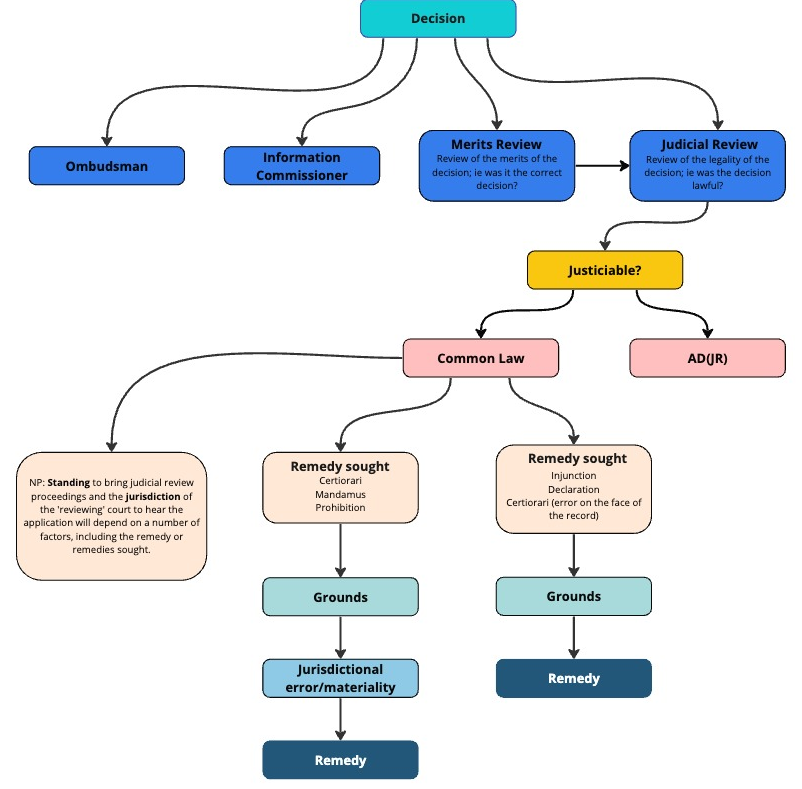 Decision
Ombudsman
Information
Commissioner
Merits Review
Review of the merits of the
decision; ie was it the correct
decision?
Judicial Review
Review of the legality of the
decision; ie was the decision
lawful?
Justiciable?
Common Law
AD(JR)
NP: Standing to bring judicial review
proceedings and the jurisdiction of
the 'reviewing' court to hear the
application will depend on a number of
factors, including the remedy or
remedies sought.
Remedy sought
Certiorari
Mandamus
Prohibition
Remedy sought
Injunction
Declaration
Certiorari (error on the face of
the record)
Grounds
Grounds
Jurisdictional
error/materiality
Remedy
Remedy